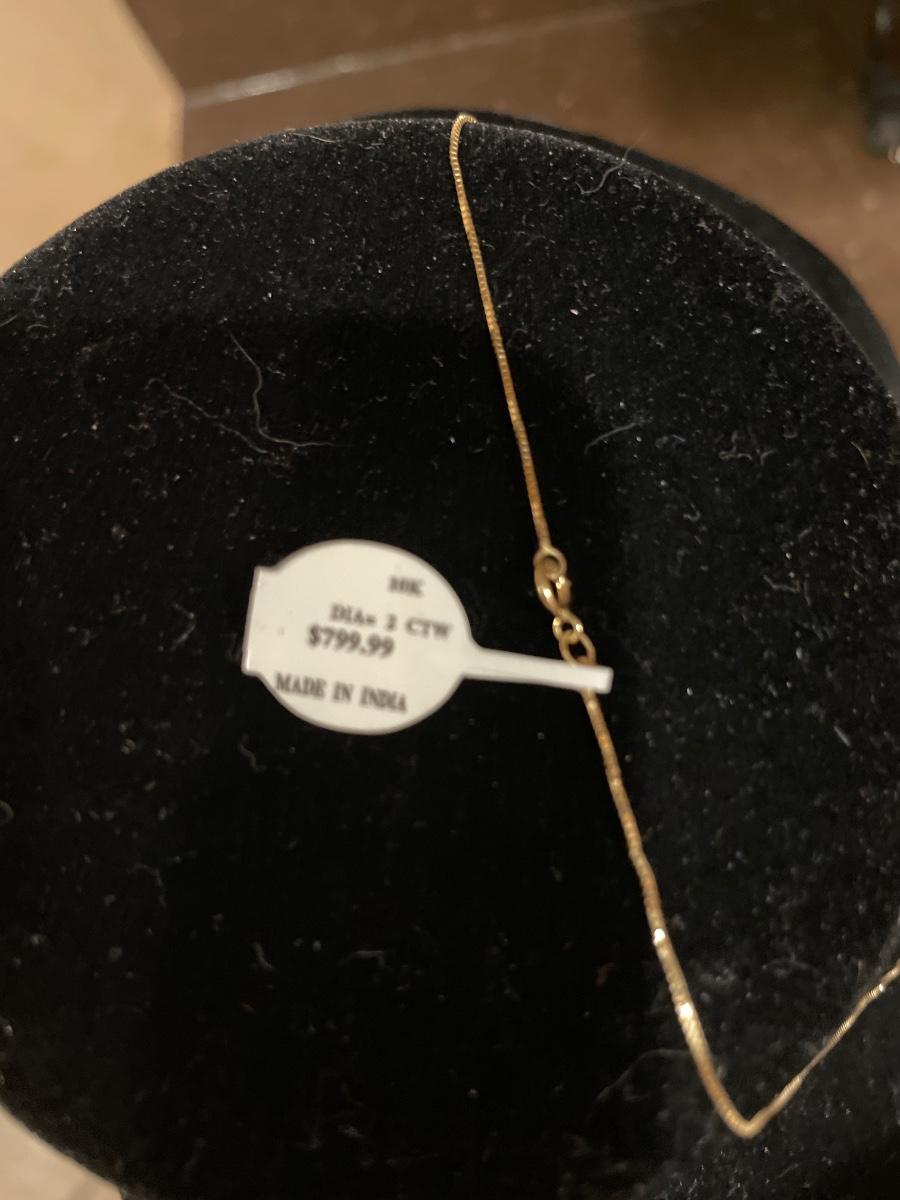 10K
DIA= 2 CTW
$799.99
MADE IN INDIA